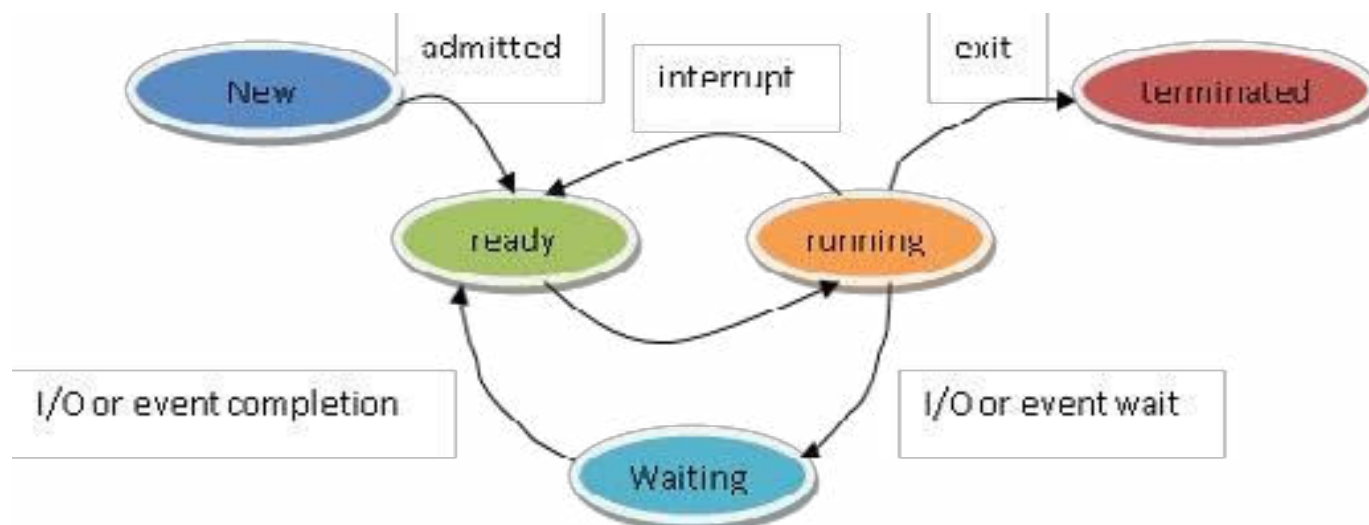 admitted
exit
New
interrupt
terminated
ready
running
I/O or event completion
I/O or event wait
Waiting